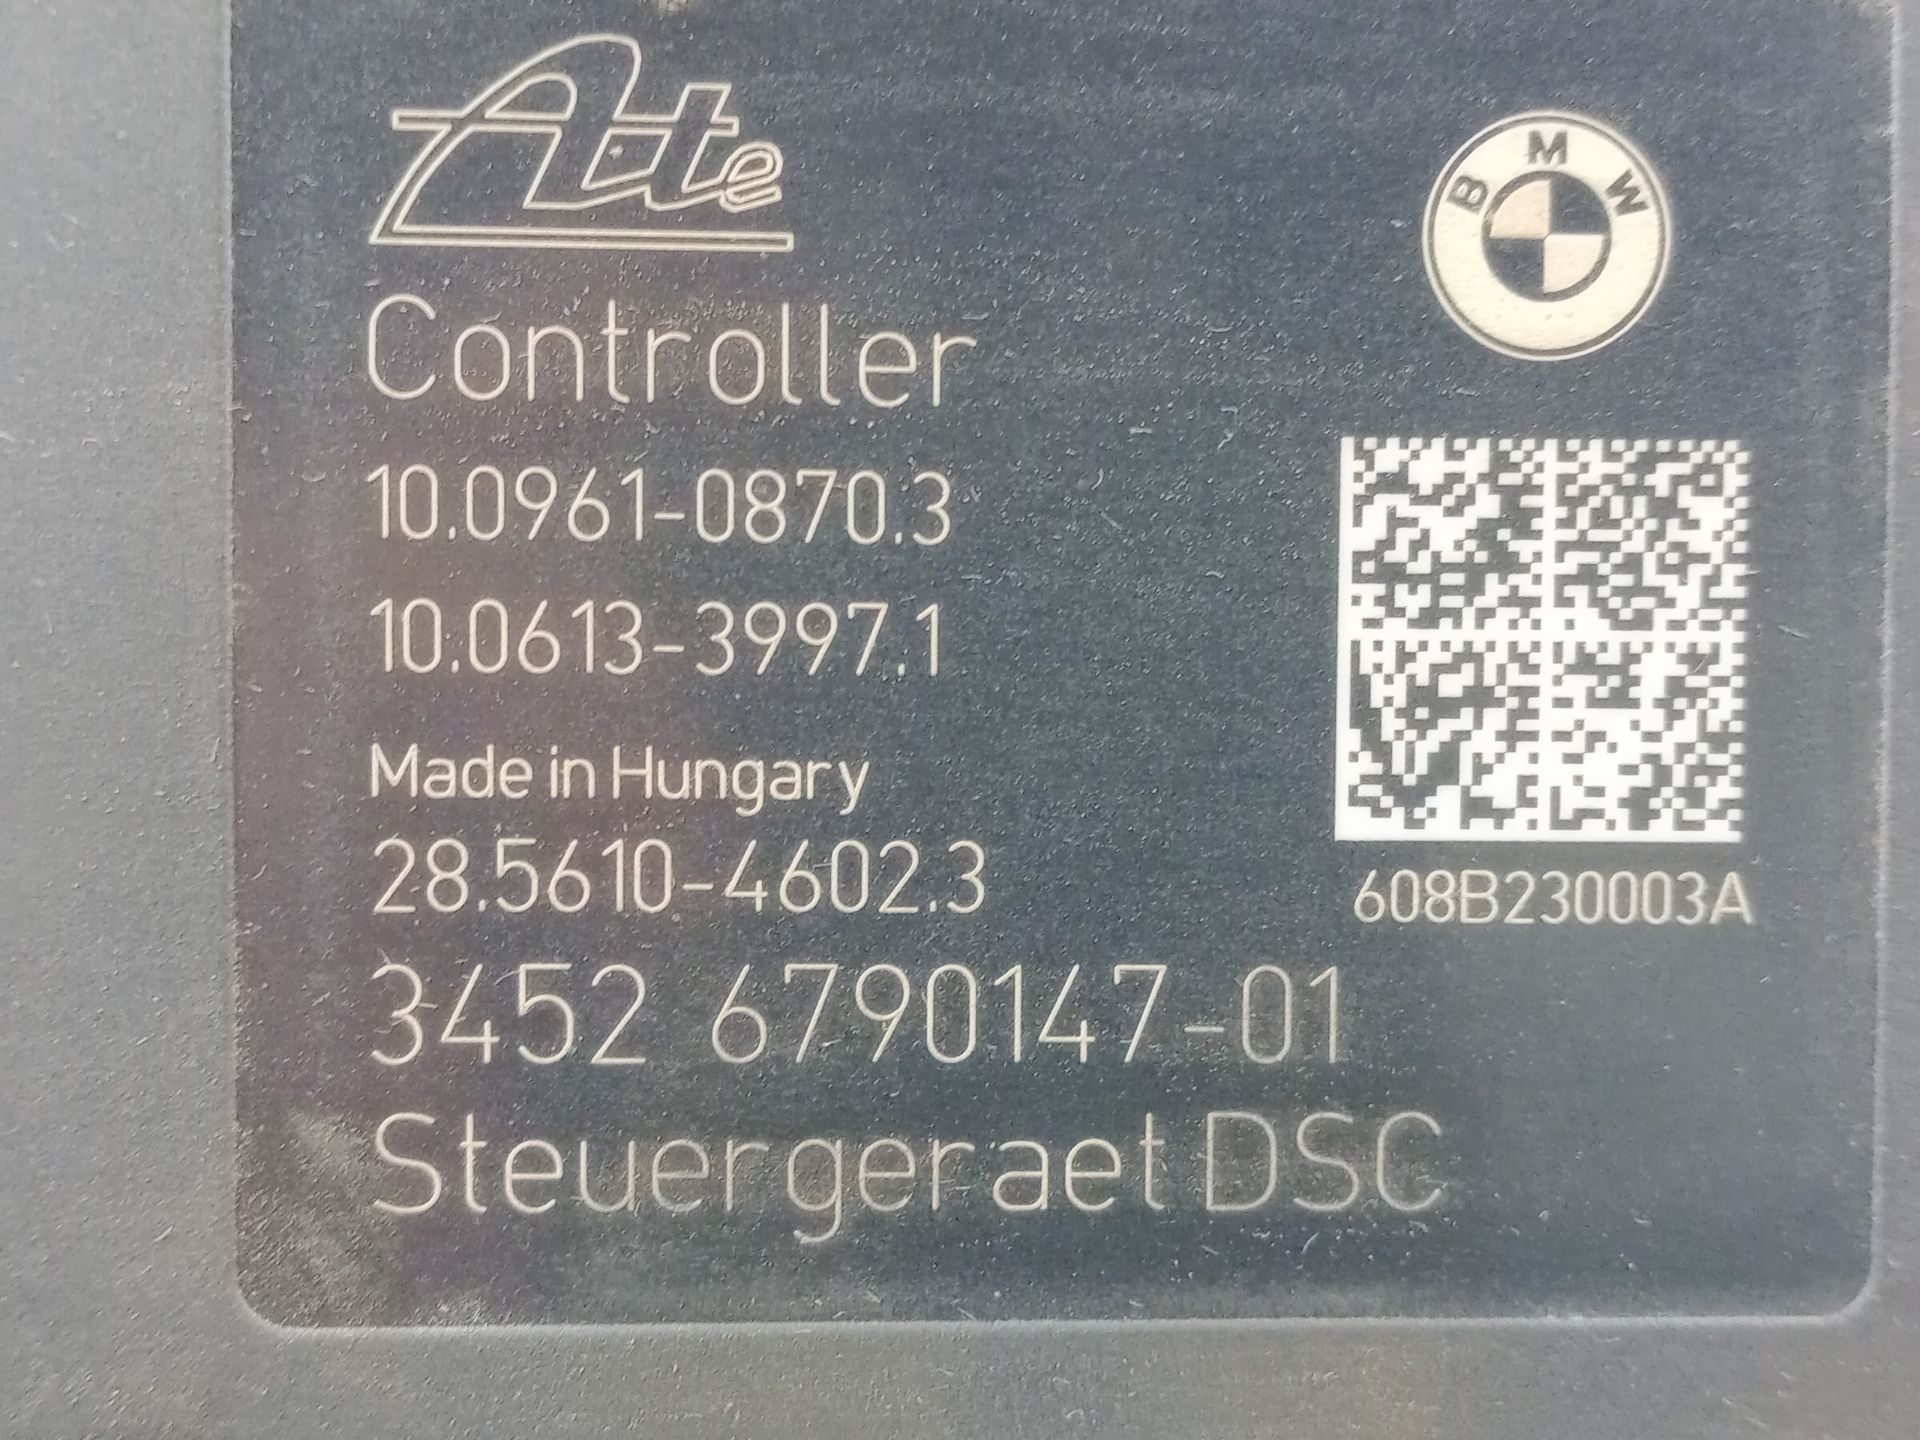 Ate
BMW
Controller
10.0961-0870.3
10.0613-3997.1
Made in Hungary
28.5610-4602.3
608B230003A
3452 6790147-01
Steuergeraet DSC